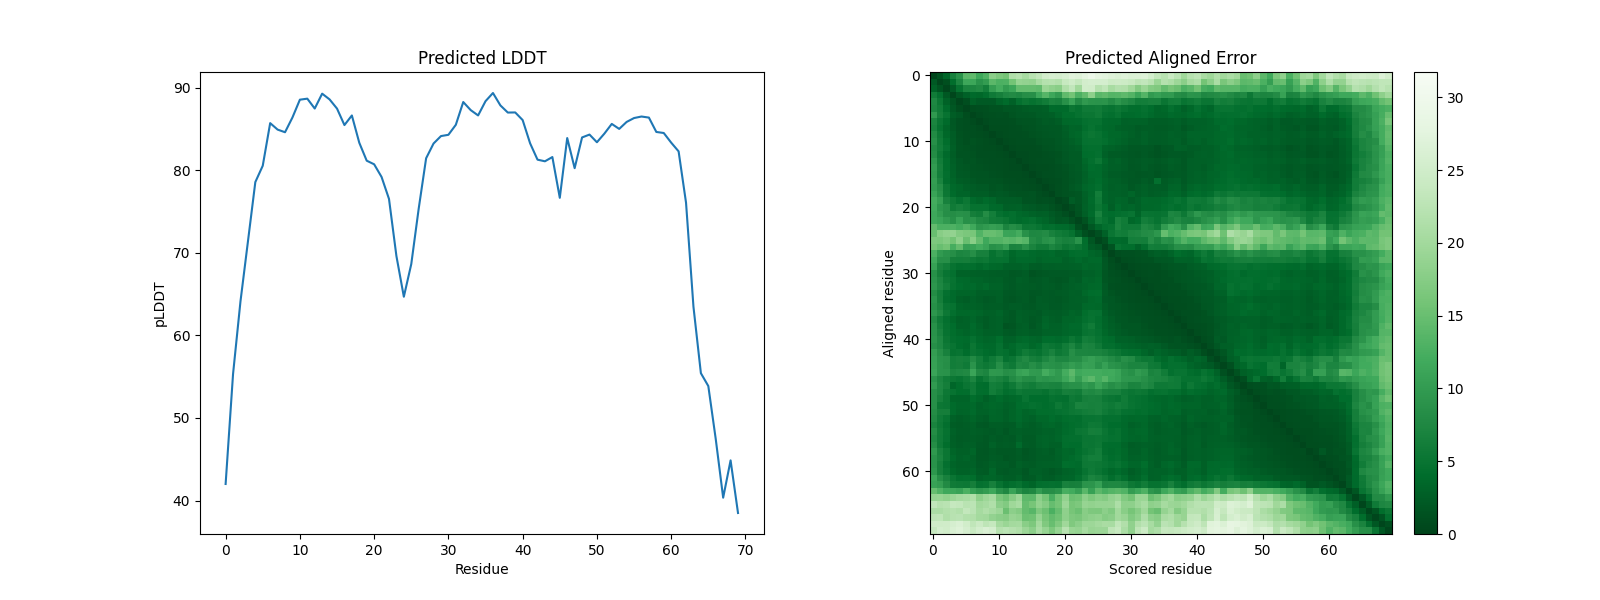 Predicted LDDT
90
80
70
60
50
40
pLDDT
0 10 20 30 40 50 60 70
Residue
Predicted Aligned Error
0
10
20
30
40
50
60
Aligned residue
0 10 20 30 40 50 60
Scored residue
30
25
20
15
10
5
0